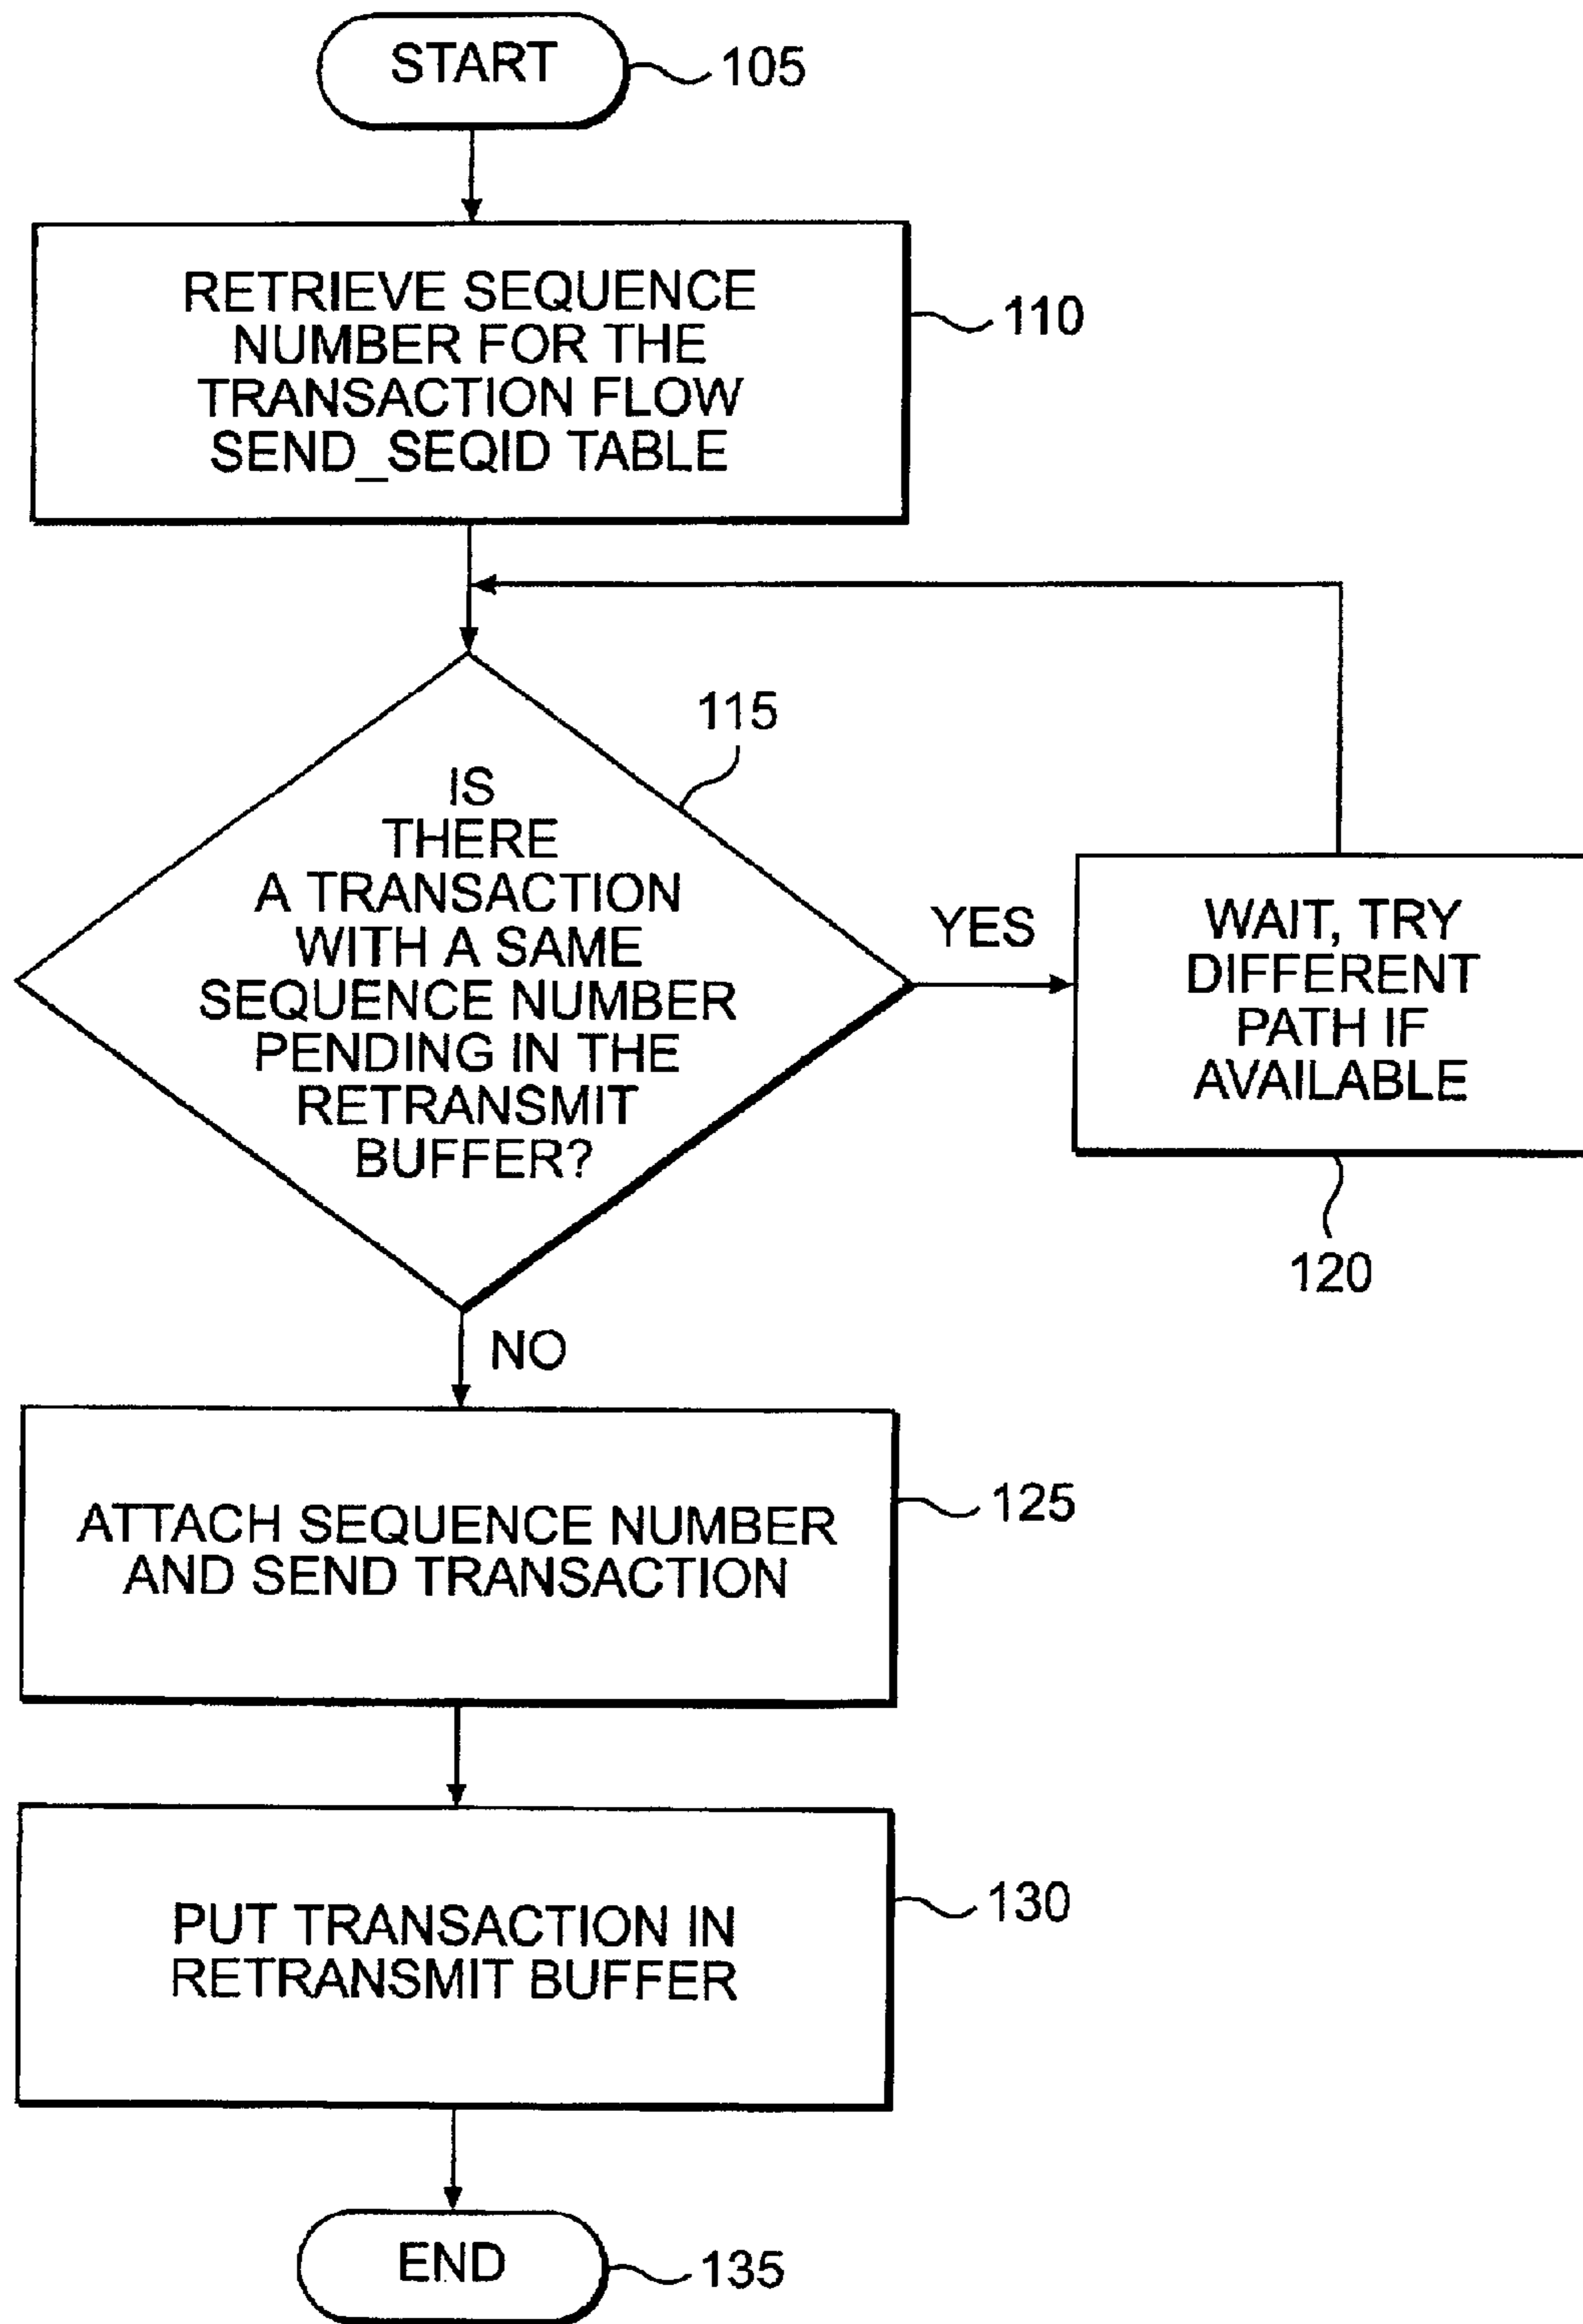 START
105
RETRIEVE SEQUENCE
NUMBER FOR THE
TRANSACTION FLOW
SEND_SEQID TABLE
110
115
IS
THERE
A TRANSACTION
WITH A SAME
SEQUENCE NUMBER
PENDING IN THE
RETRANSMIT
BUFFER?
YES
WAIT, TRY
DIFFERENT
PATH IF
AVAILABLE
120
NO
ATTACH SEQUENCE NUMBER
AND SEND TRANSACTION
125
PUT TRANSACTION IN
RETRANSMIT BUFFER
130
END
135